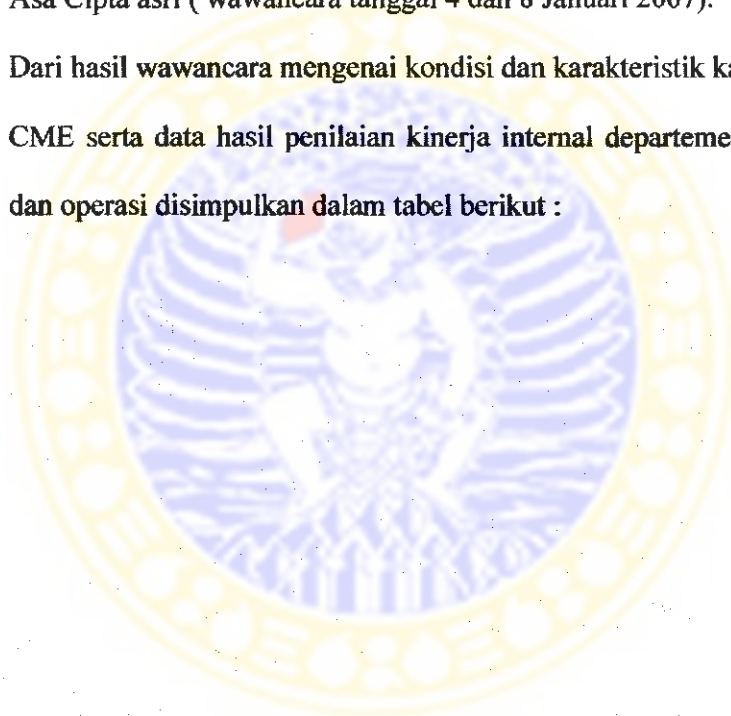 Asa Cipta asri ( wawancara tanggal 4 dan 8 Januari 2007).
Dari hasil wawancara mengenai kondisi dan karakteristik
CME serta data hasil penilaian kinerja internal
dan operasi disimpulkan dalam tabel berikut :